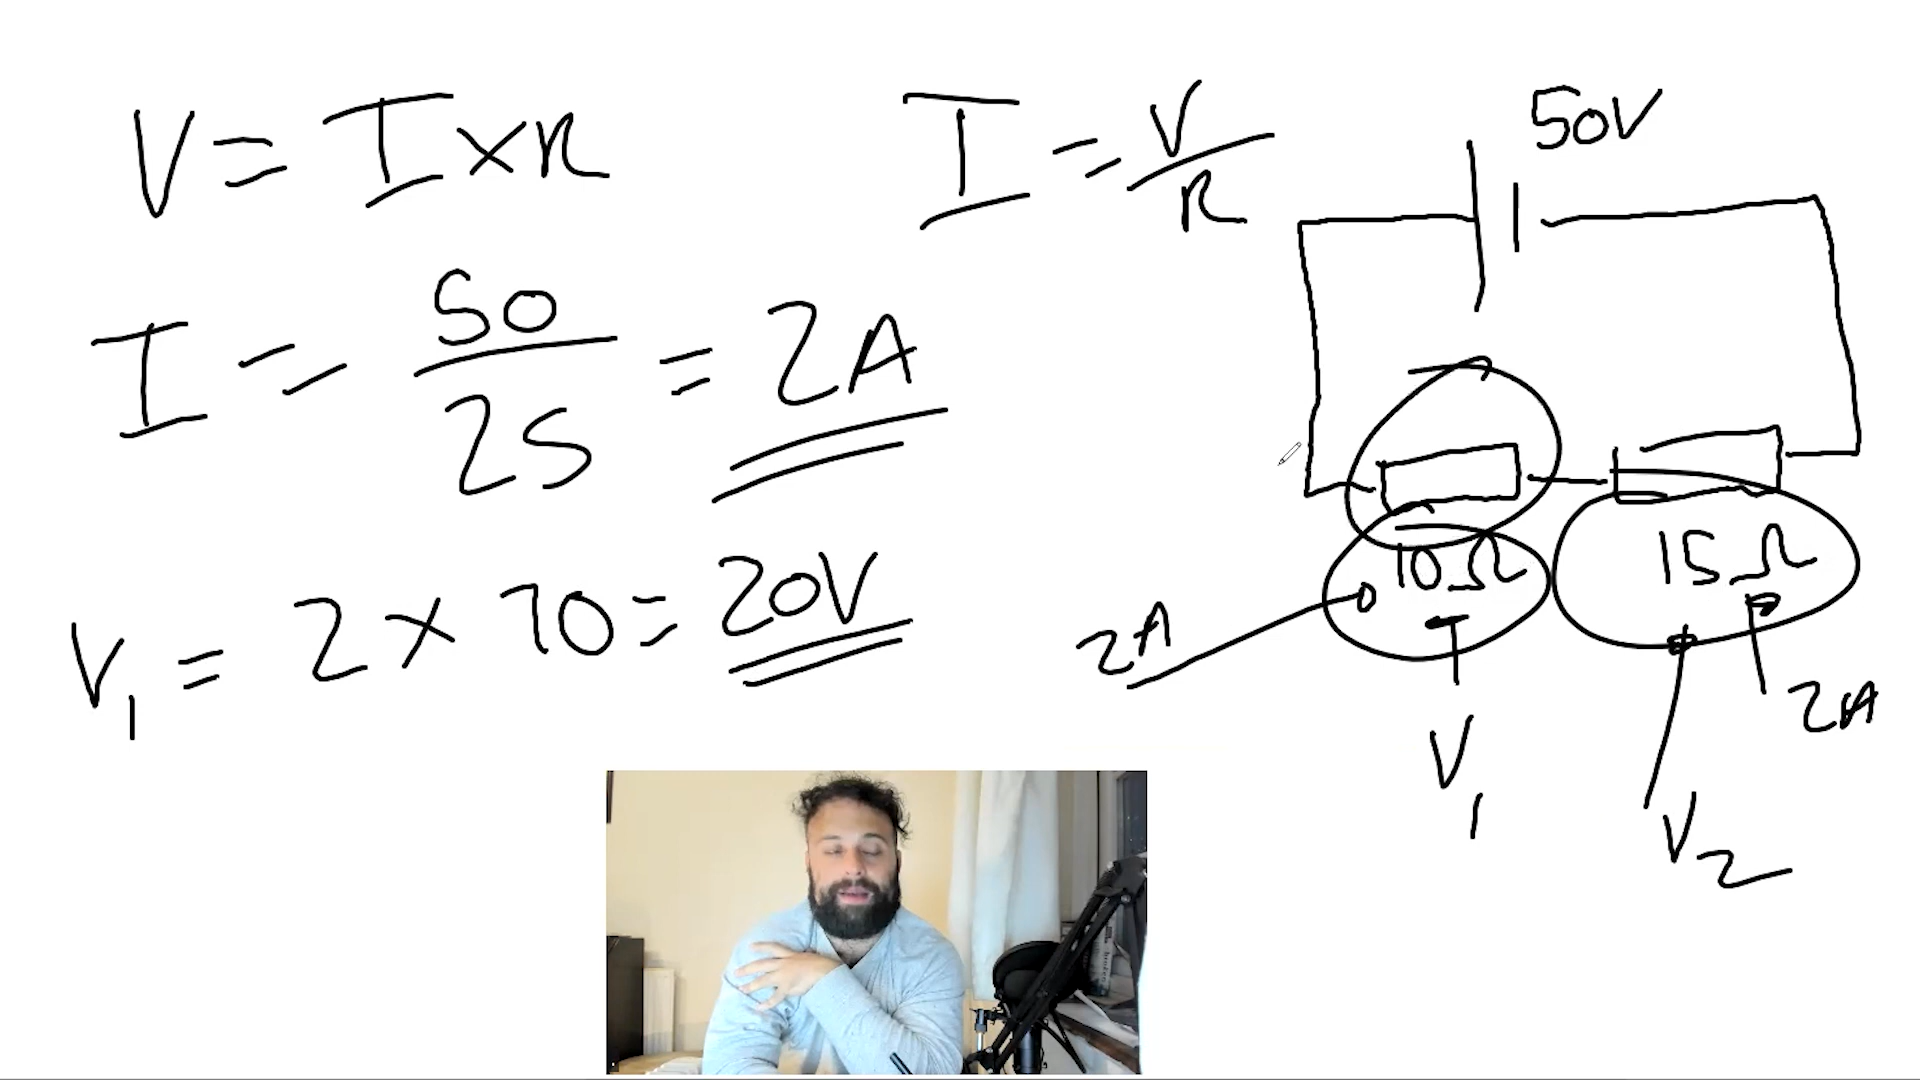 V = I × R
I = V/R
50V
I = 50/25 = 2A
10Ω
15Ω
V1 = 2 × 10 = 20V
2A
2A
V1
V2